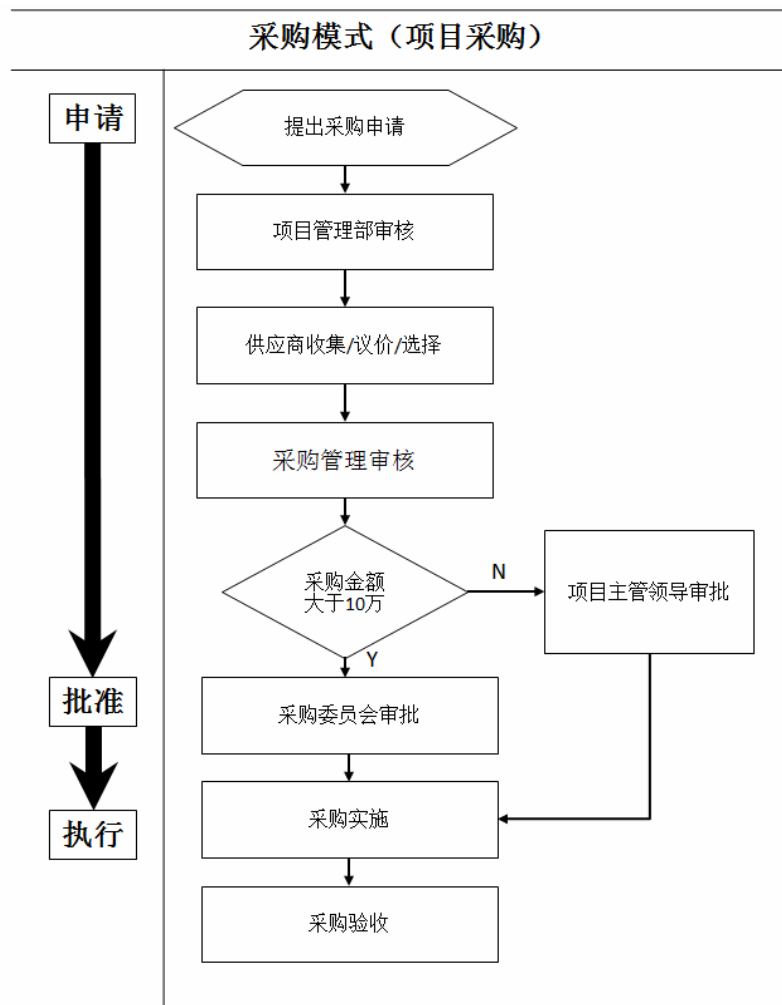 采购模式（项目采购）
申请
提出采购申请
项目管理部审核
供应商收集/议价/选择
采购管理审核
采购金额
大于10万
N
项目主管领导审批
Y
批准
采购委员会审批
执行
采购实施
采购验收